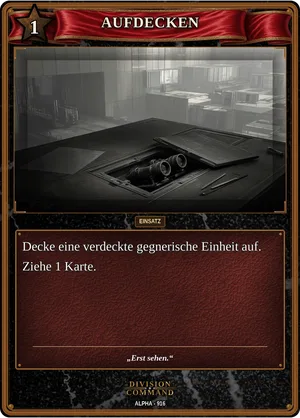 1
AUFDECKEN
EINSATZ
Decke eine verdeckte gegnerische Einheit auf.
Ziehe 1 Karte.
„Erst sehen.“
DIVISION
COMMAND
ALPHA - 916